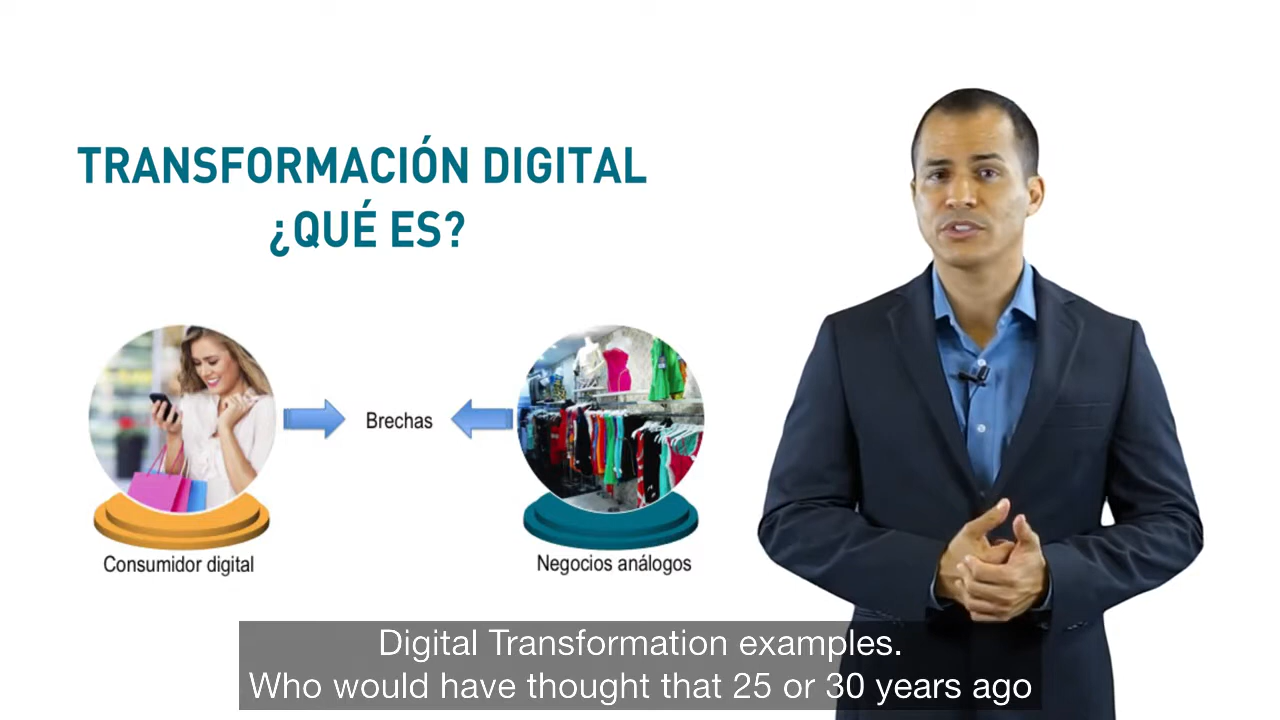 TRANSFORMACIÓN DIGITAL
¿QUÉ ES?
Brechas
Consumidor digital
Negocios análogos
Digital Transformation examples.
Who would have thought that 25 or 30 years ago